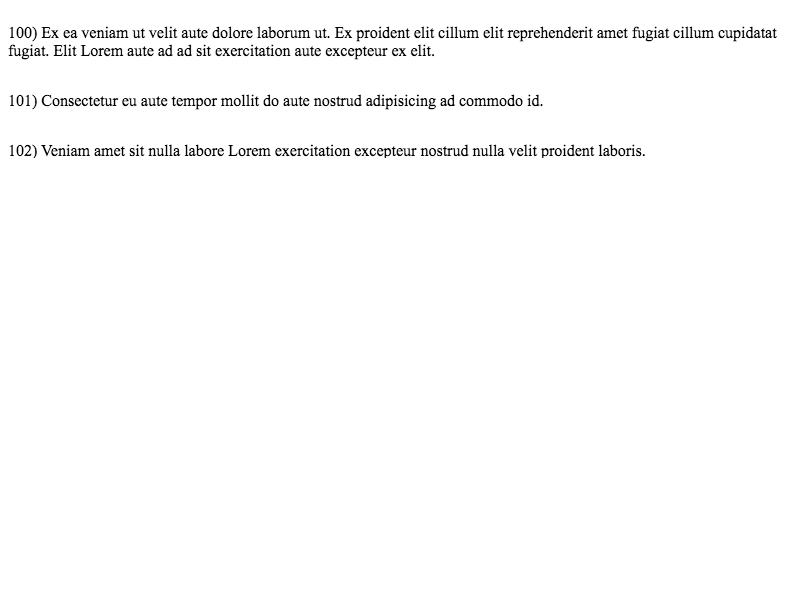 100) Ex ea veniam ut velit aute dolore laborum ut. Ex proident elit cillum elit reprehenderit amet fugiat cillum cupidatat
fugiat. Elit Lorem aute ad ad sit exercitation aute excepteur ex elit.
101) Consectetur eu aute tempor mollit do aute nostrud adipisicing ad commodo id.
102) Veniam amet sit nulla labore Lorem exercitation excepteur nostrud nulla velit proident laboris.